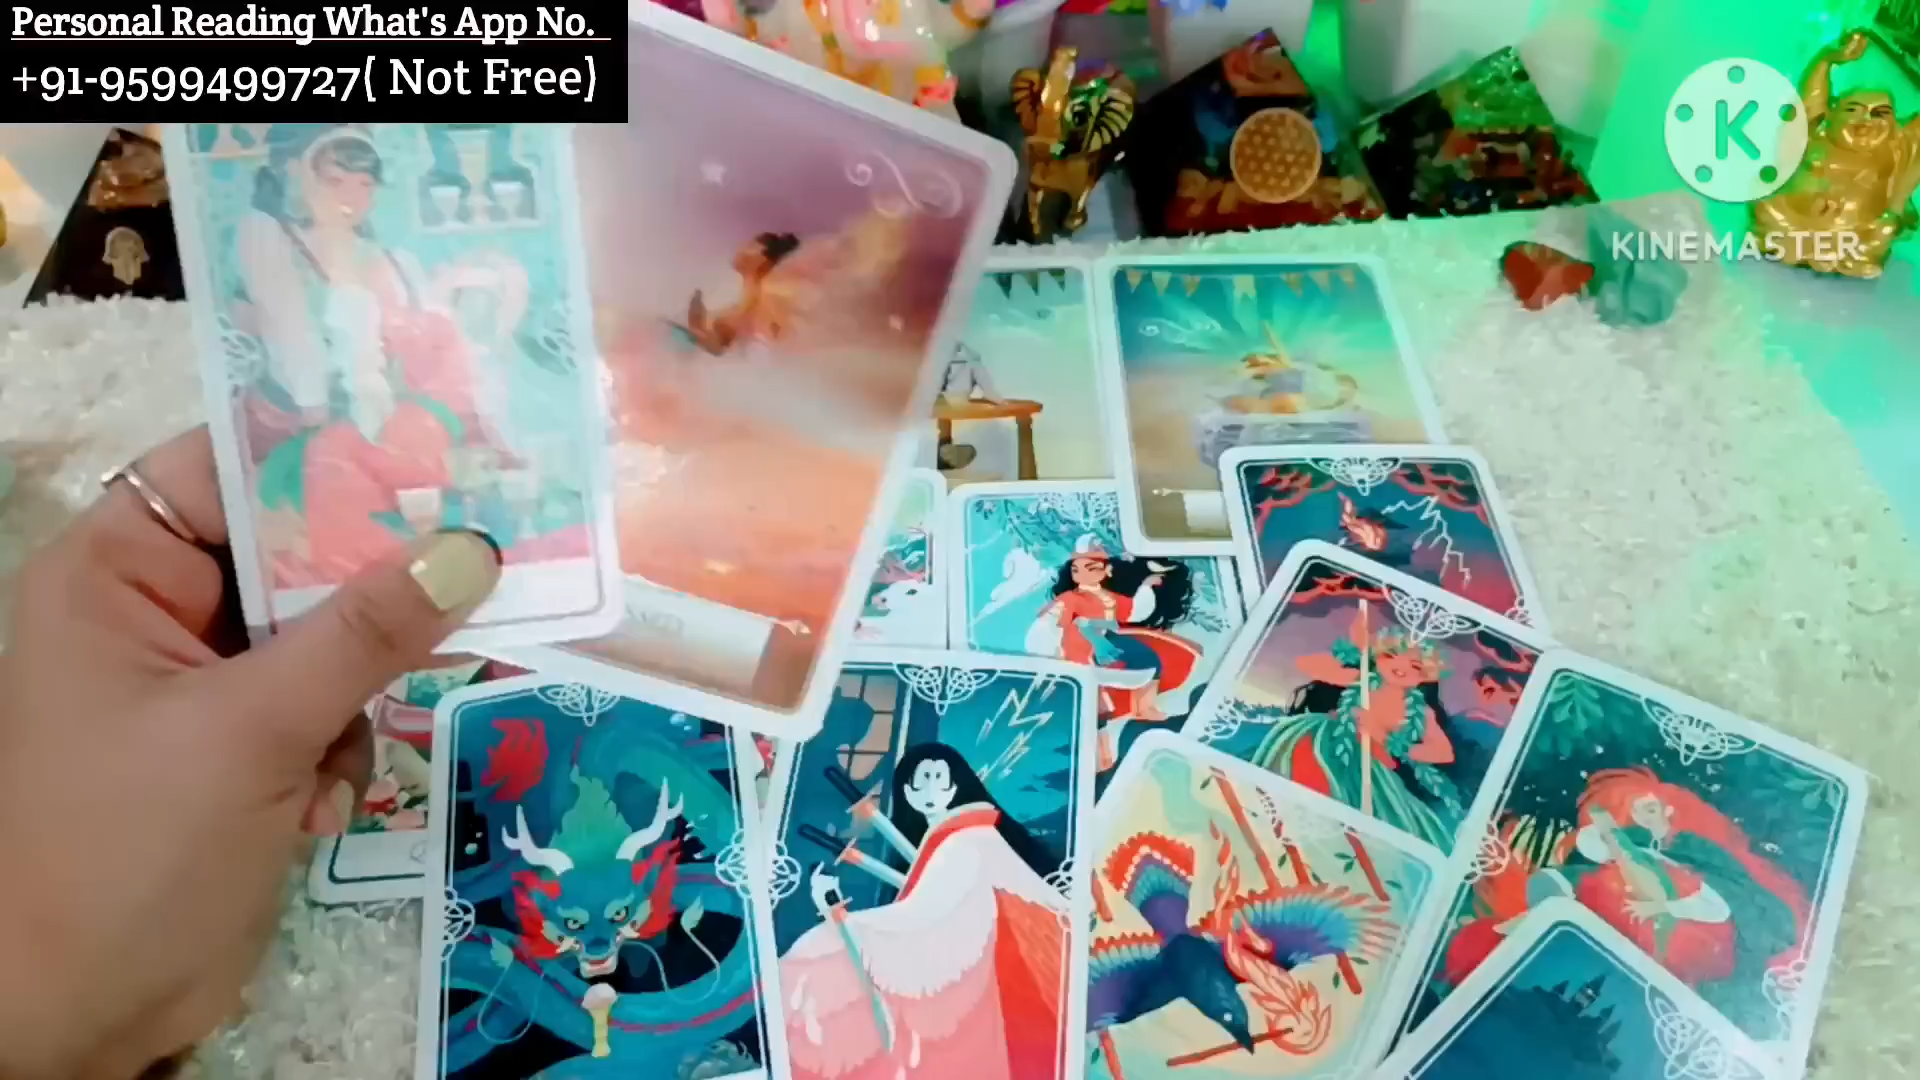 Personal Reading What's App No.
+91-9599499727( Not Free)
K
KINEMASTER